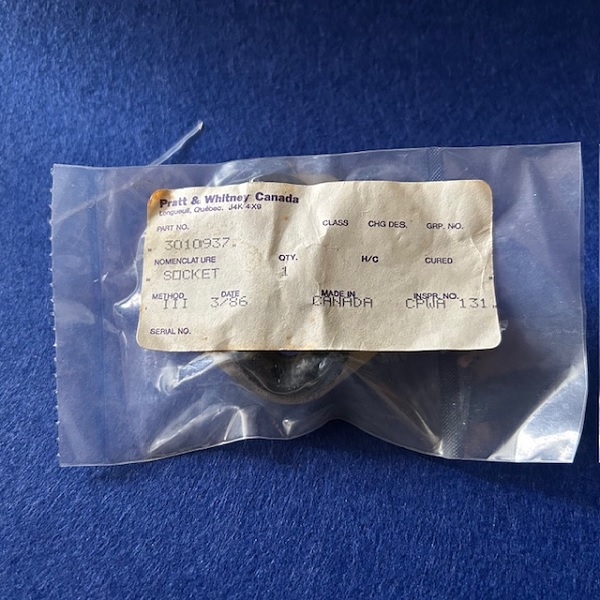 Pratt & Whitney Canada
Longueuil, Québec. J4K 4X9
PART NO. CLASS CHG DES. GRP. NO.
3010937.
NOMENCLATURE QTY. H/C CURED
SOCKET 1
METHOD DATE MADE IN INSPR. NO.
III 3/86 CANADA CPWA 131.
SERIAL NO.